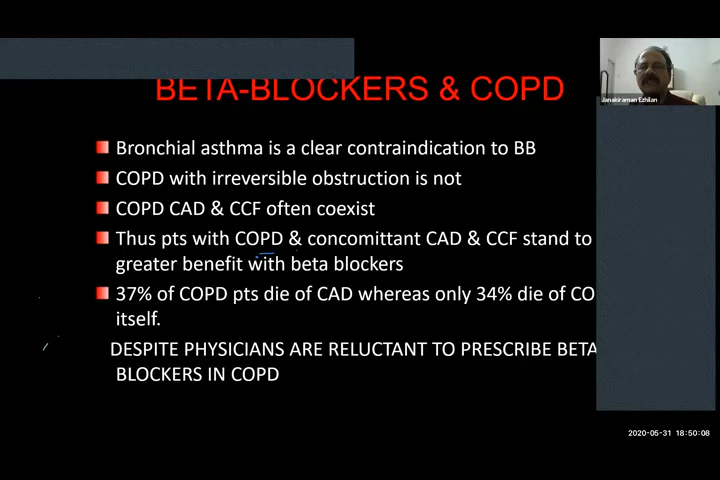 BETA-BLOCKERS & COPD
Janakiraman Ezhilan
Bronchial asthma is a clear contraindication to BB
COPD with irreversible obstruction is not
COPD CAD & CCF often coexist
Thus pts with COPD & concomittant CAD & CCF stand to
greater benefit with beta blockers
37% of COPD pts die of CAD whereas only 34% die of CO
itself.
DESPITE PHYSICIANS ARE RELUCTANT TO PRESCRIBE BETA
BLOCKERS IN COPD
2020-05-31 18:50:08